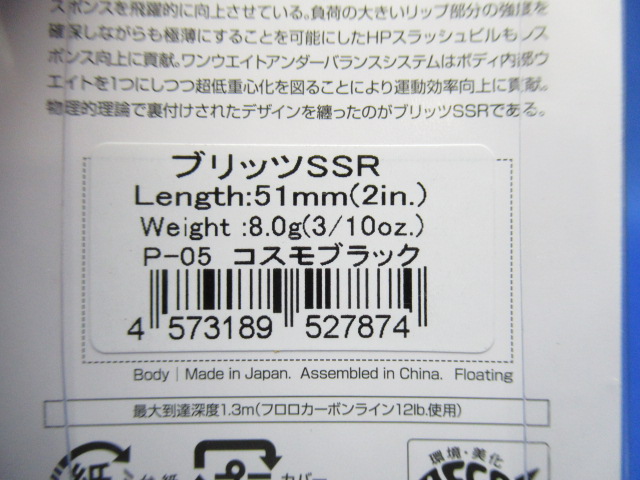 スポンスを飛躍的に向上させている。負荷の大きいリップ部分の強度を
確保しながらも極薄にすることを可能にしたHPスラッシュビルもレス
ポンス向上に貢献。ワンウエイトアンダーバランスシステムはボディ内部ウ
エイトを1つにしつつ超低重心化を図ることにより運動効率向上に貢献。
物理的理論で裏付けされたデザインを纏ったのがブリッツSSRである。
ブリッツSSR
Length:51mm(2in.)
Weight :8.0g(3/10oz.)
P-05 コスモブラック
4 573189 527874
Body | Made in Japan. Assembled in China. Floating
最大到達深度1.3m(フロロカーボンライン12lb.使用)
環境・美化
紙
カバー